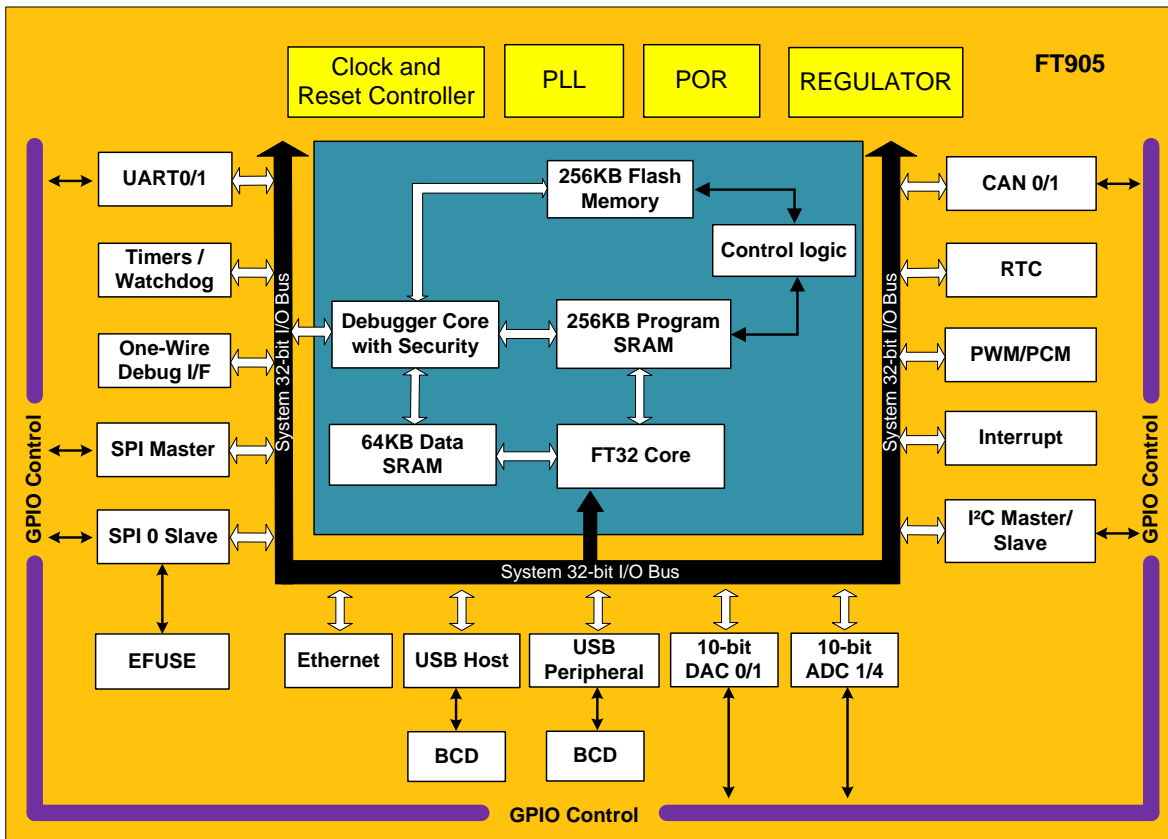 FT905
Clock and
Reset Controller
PLL
POR
REGULATOR
UART0/1
Timers /
Watchdog
One-Wire
Debug I/F
SPI Master
SPI 0 Slave
EFUSE
GPIO Control
System 32-bit I/O Bus
256KB Flash
Memory
Control logic
Debugger Core
with Security
256KB Program
SRAM
64KB Data
SRAM
FT32 Core
System 32-bit I/O Bus
System 32-bit I/O Bus
CAN 0/1
RTC
PWM/PCM
Interrupt
I²C Master/
Slave
GPIO Control
Ethernet
USB Host
USB
Peripheral
10-bit
DAC 0/1
10-bit
ADC 1/4
BCD
BCD
GPIO Control